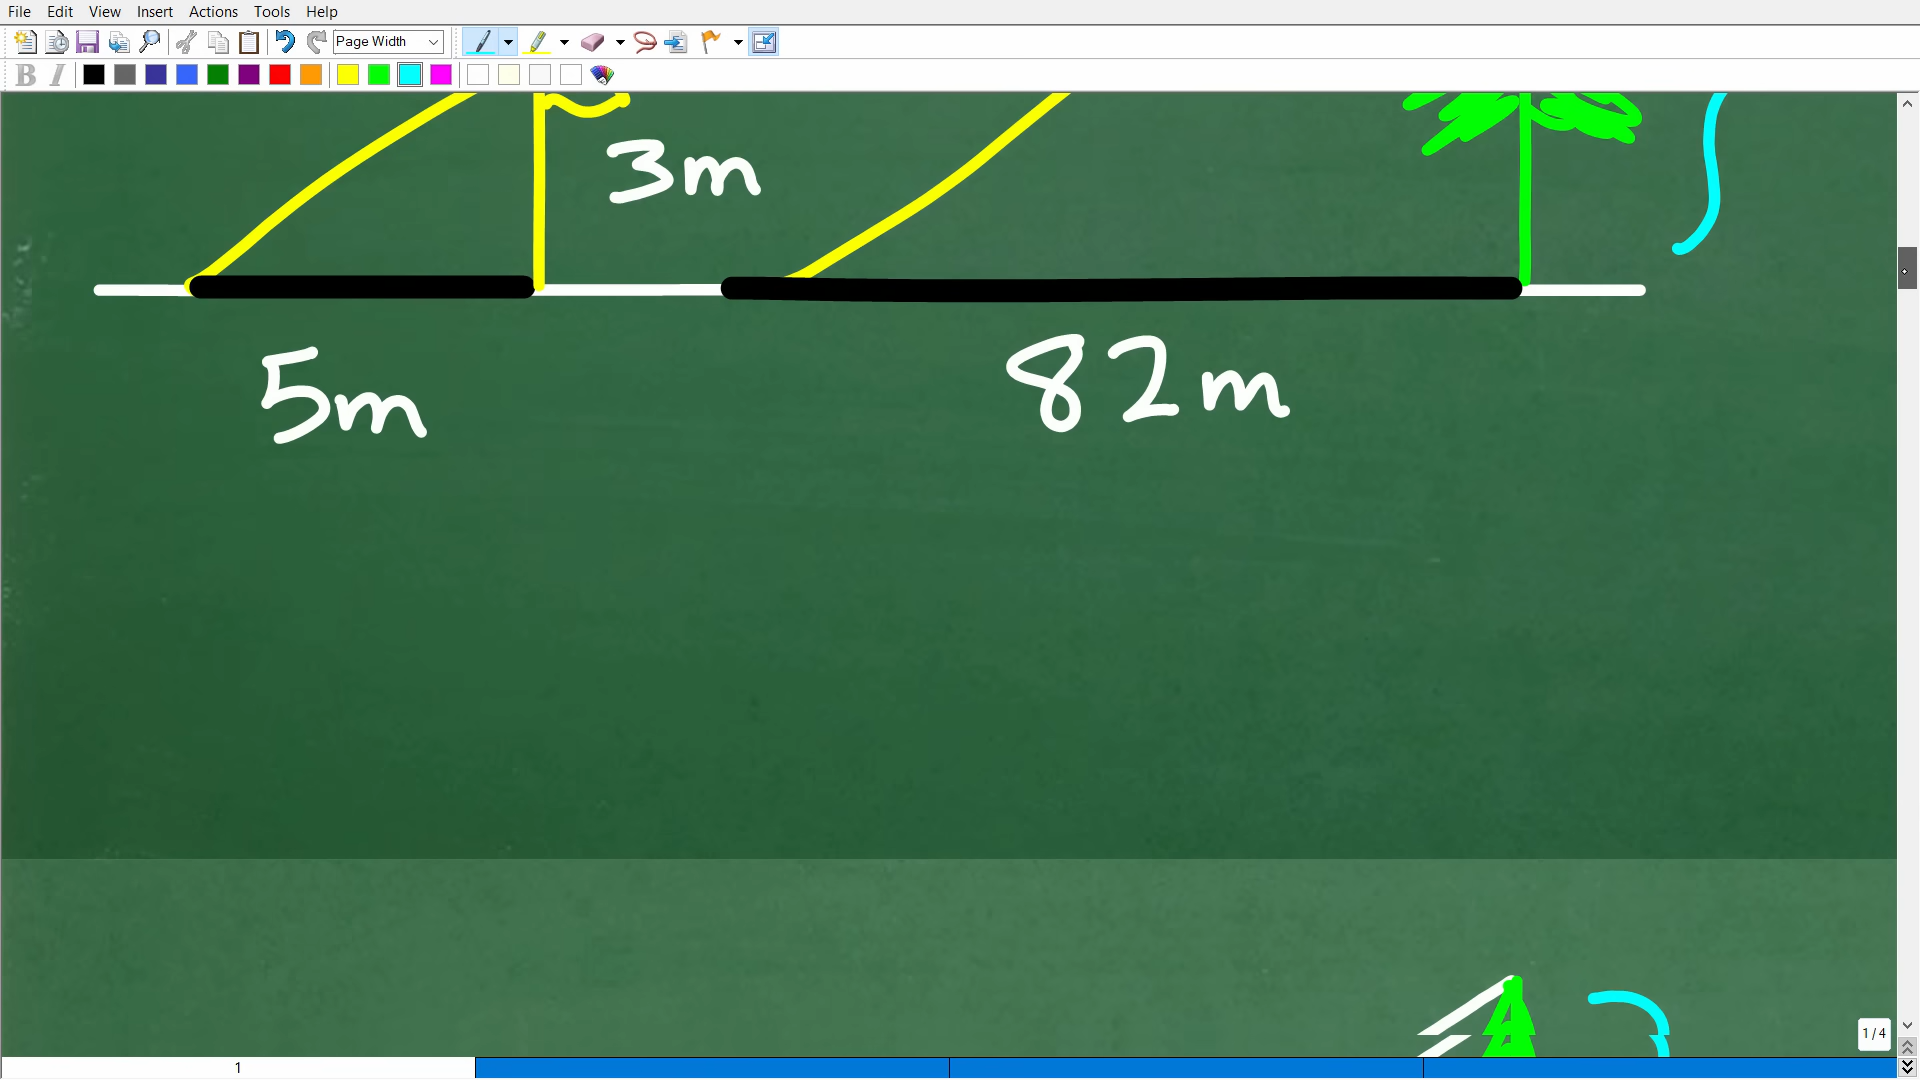 File Edit View Insert Actions Tools Help
Page Width
B I
3m
5m
82m
1 / 4
1